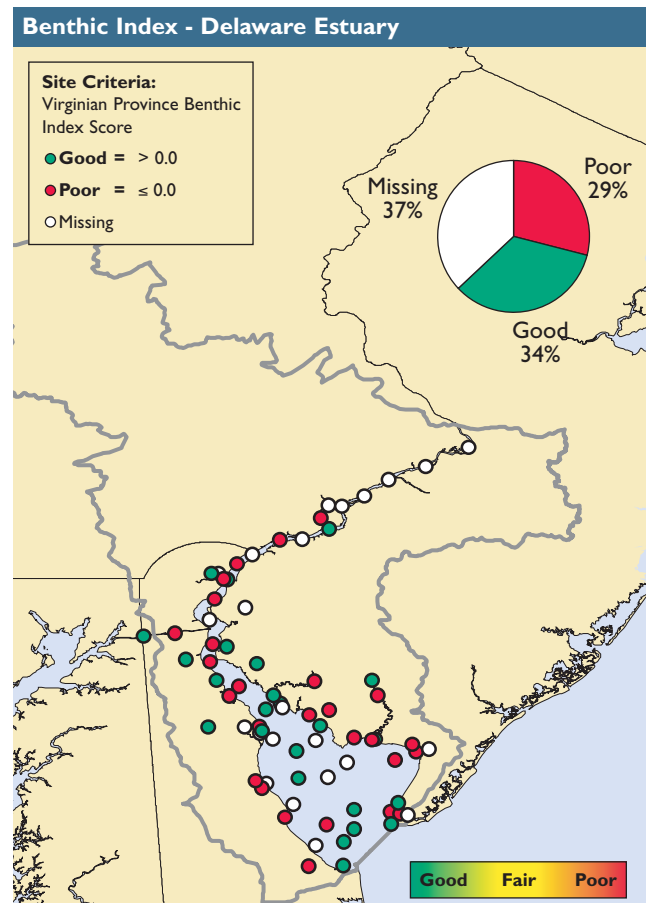 Benthic Index - Delaware Estuary
Site Criteria:
Virginian Province Benthic
Index Score
Good = > 0.0
Poor = ≤ 0.0
Missing
Missing
37%
Poor
29%
Good
34%
Good Fair Poor